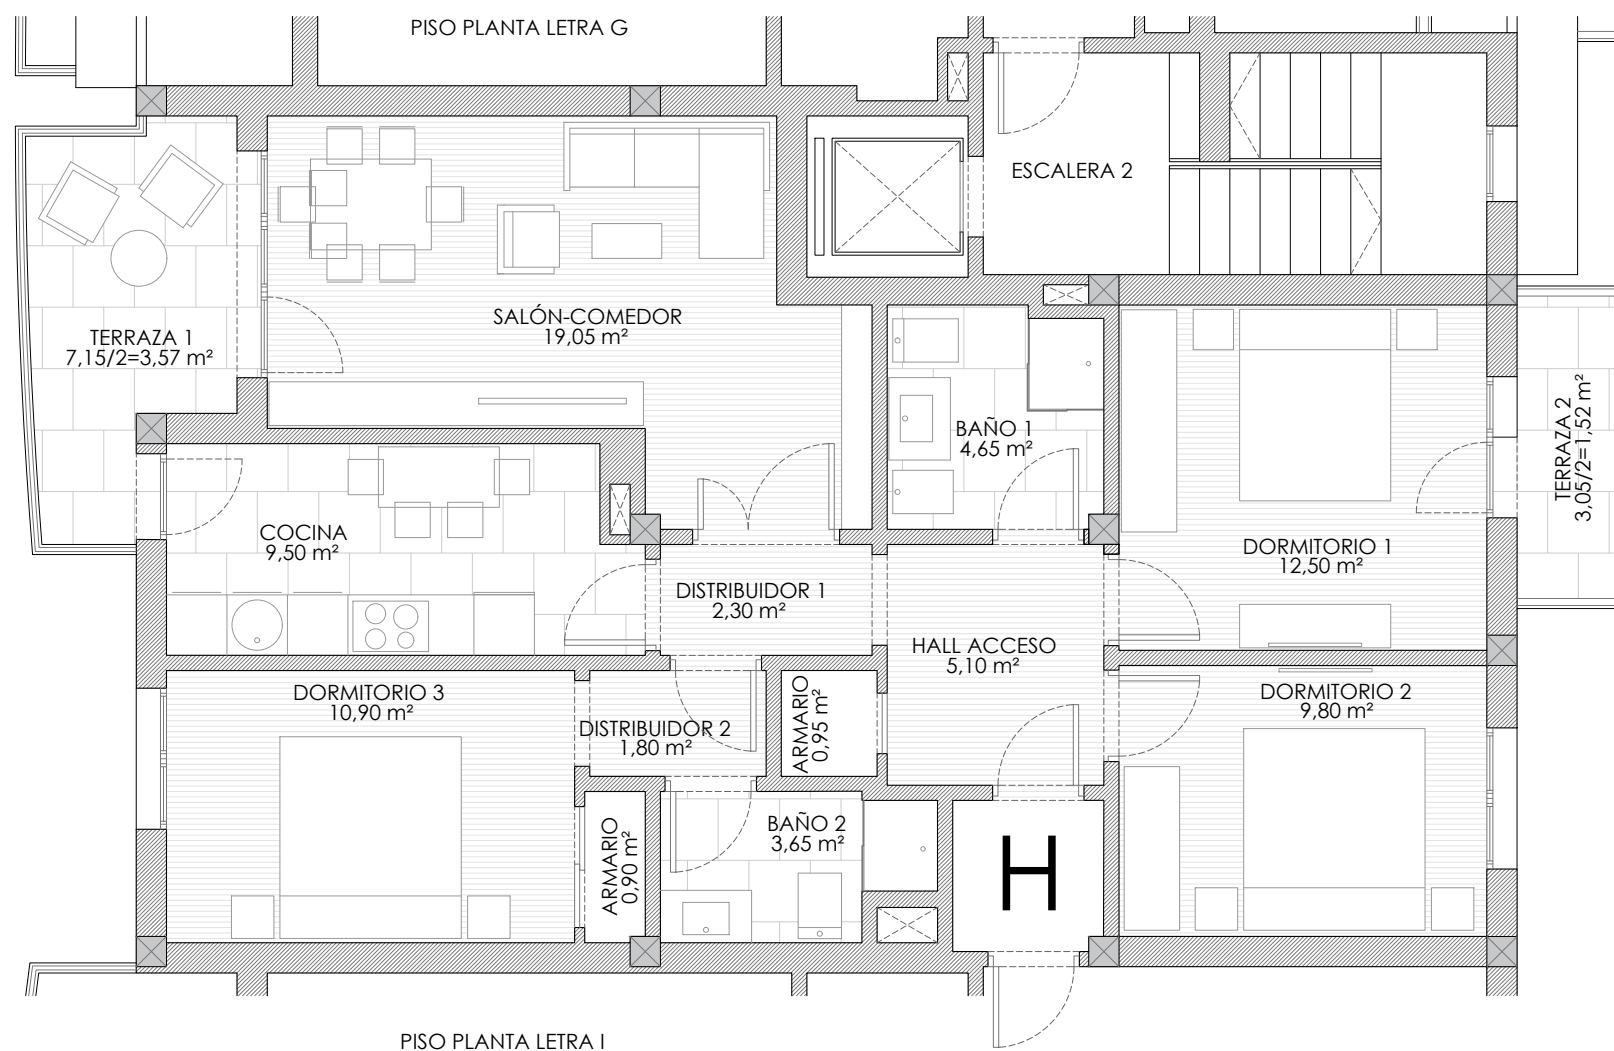 PISO PLANTA LETRA G
ESCALERA 2
SALÓN-COMEDOR
19,05 m²
TERRAZA 1
7,15/2=3,57 m²
BAÑO 1
4,65 m²
TERRAZA 2
3,05/2=1,52 m²
COCINA
9,50 m²
DORMITORIO 1
12,50 m²
DISTRIBUIDOR 1
2,30 m²
HALL ACCESO
5,10 m²
DORMITORIO 3
10,90 m²
DISTRIBUIDOR 2
1,80 m²
ARMARIO
0,95 m²
DORMITORIO 2
9,80 m²
ARMARIO
0,90 m²
BAÑO 2
3,65 m²
H
PISO PLANTA LETRA I